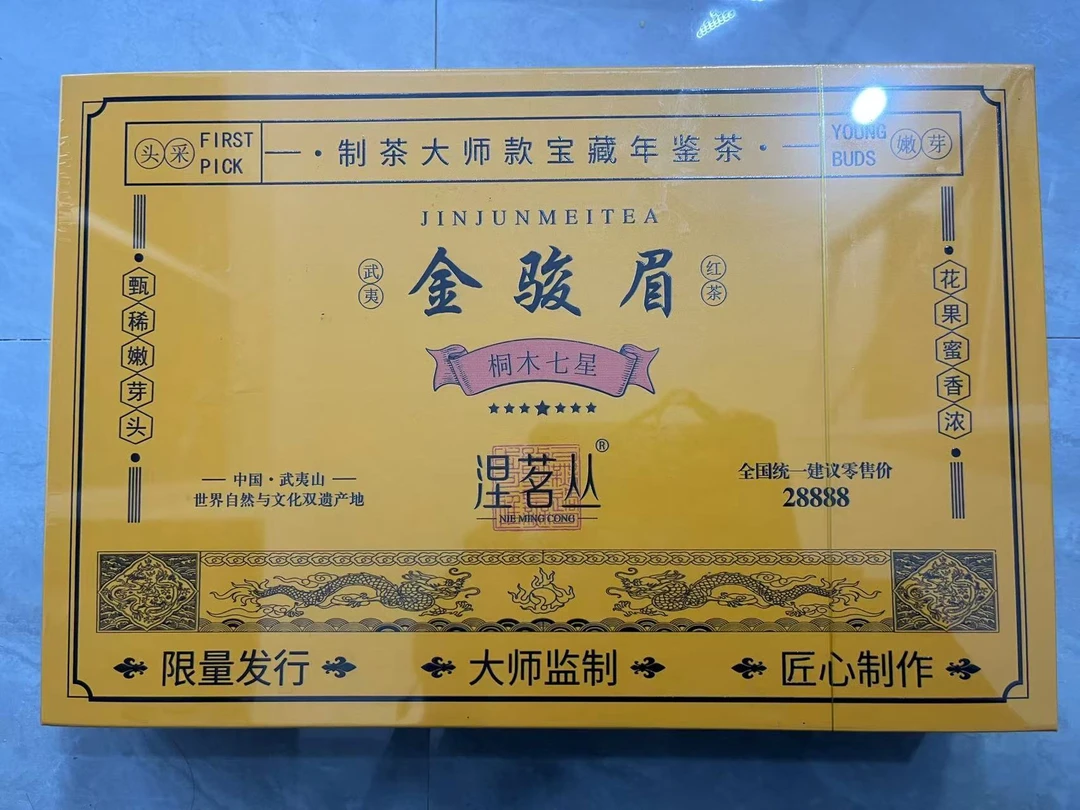 头采
FIRST PICK
制茶大师款宝藏年鉴茶
YOUNG BUDS
嫩芽
JINJUNMEITEA
武夷
金骏眉
红茶
桐木七星
甄稀嫩芽头
花果蜜香浓
中国·武夷山
世界自然与文化双遗产地
涅茗丛®
NIE MING CONG
全国统一建议零售价
28888
限量发行
大师监制
匠心制作